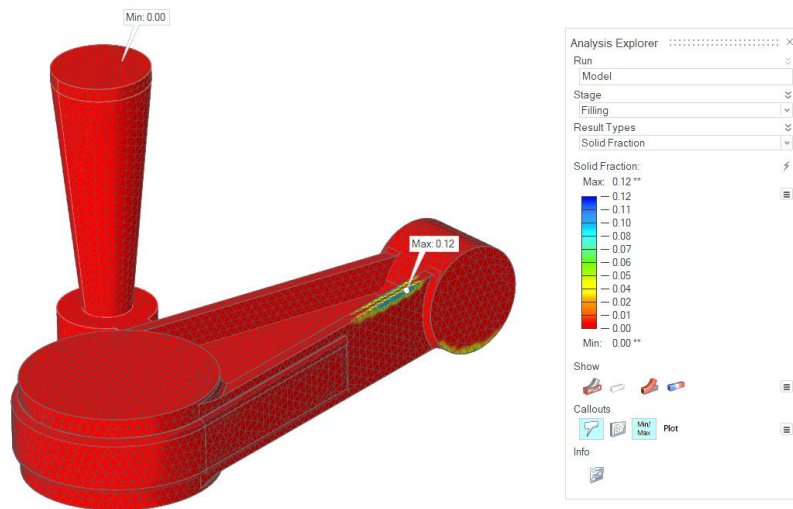 Min: 0.00
Max: 0.12
Analysis Explorer
Run
Model
Stage
Filling
Result Types
Solid Fraction
Solid Fraction:
Max: 0.12 **
0.12
0.11
0.10
0.08
0.07
0.06
0.05
0.04
0.02
0.01
0.00
Min: 0.00 **
Show
Callouts
Min/
Max
Plot
Info